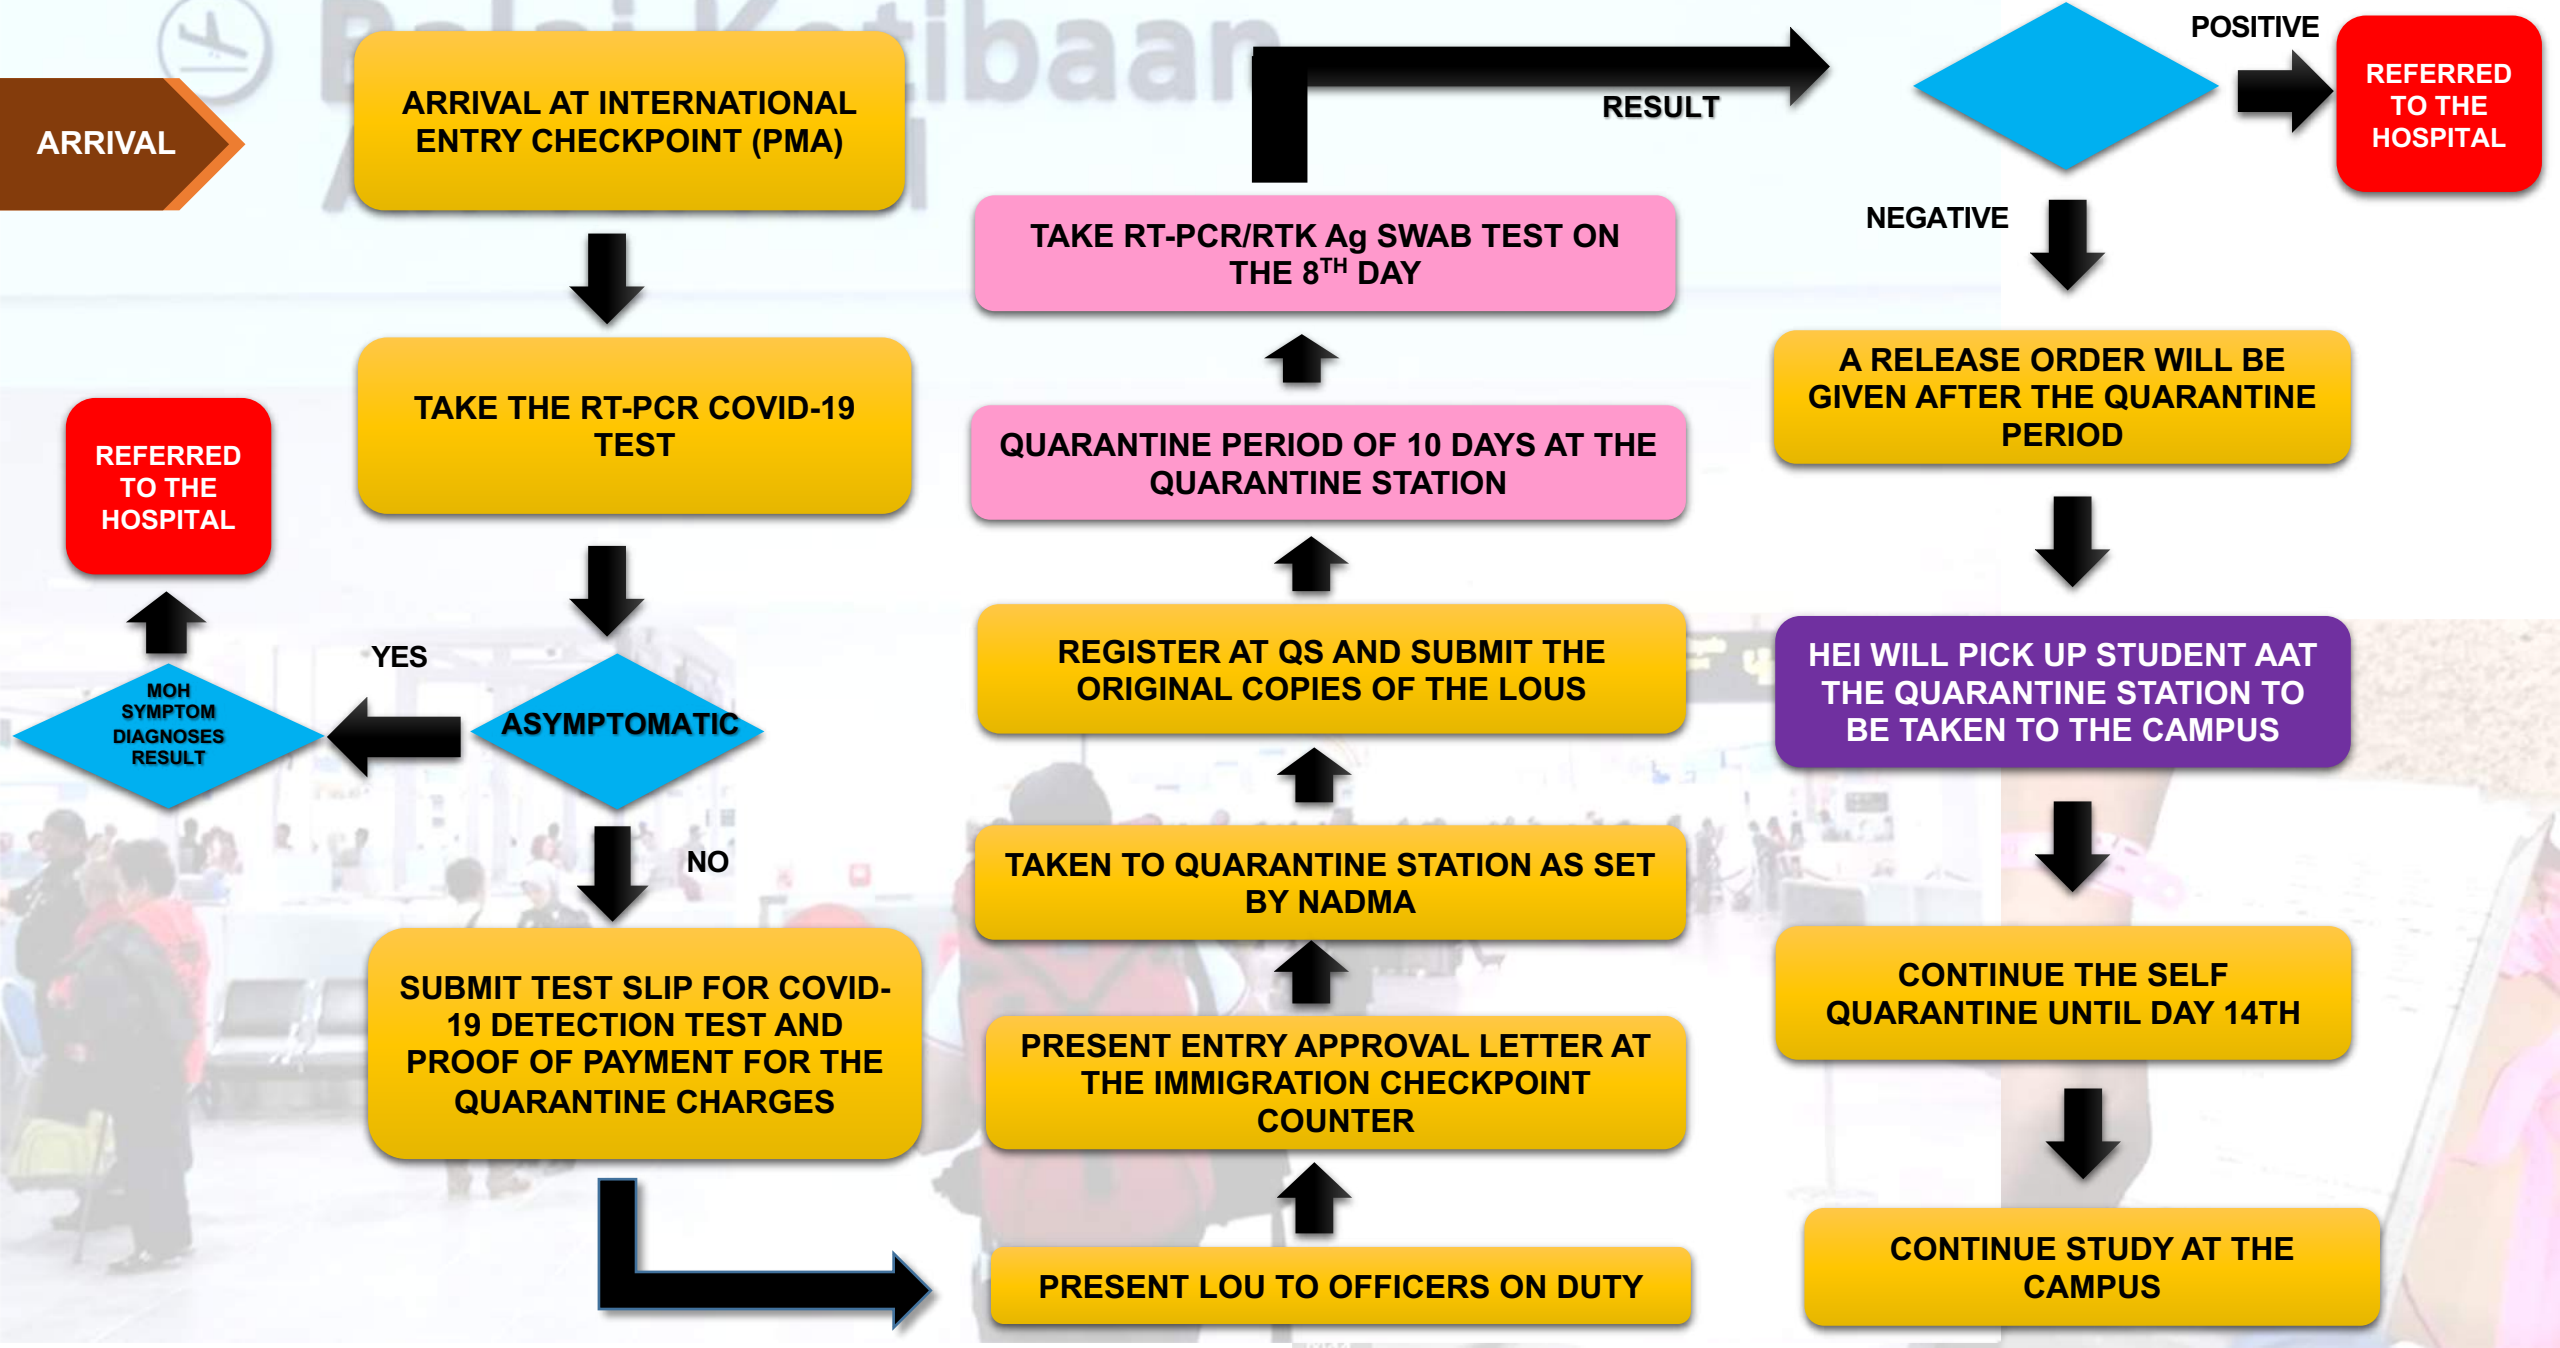 Balai Ketibaan
ARRIVAL
ARRIVAL AT INTERNATIONAL
ENTRY CHECKPOINT (PMA)
TAKE THE RT-PCR COVID-19
TEST
REFERRED
TO THE
HOSPITAL
YES
MOH
SYMPTOM
DIAGNOSES
RESULT
ASYMPTOMATIC
NO
SUBMIT TEST SLIP FOR COVID-
19 DETECTION TEST AND
PROOF OF PAYMENT FOR THE
QUARANTINE CHARGES
PRESENT LOU TO OFFICERS ON DUTY
PRESENT ENTRY APPROVAL LETTER AT
THE IMMIGRATION CHECKPOINT
COUNTER
TAKEN TO QUARANTINE STATION AS SET
BY NADMA
REGISTER AT QS AND SUBMIT THE
ORIGINAL COPIES OF THE LOUS
QUARANTINE PERIOD OF 10 DAYS AT THE
QUARANTINE STATION
TAKE RT-PCR/RTK Ag SWAB TEST ON
THE 8TH DAY
RESULT
POSITIVE
REFERRED
TO THE
HOSPITAL
NEGATIVE
A RELEASE ORDER WILL BE
GIVEN AFTER THE QUARANTINE
PERIOD
HEI WILL PICK UP STUDENT AAT
THE QUARANTINE STATION TO
BE TAKEN TO THE CAMPUS
CONTINUE THE SELF
QUARANTINE UNTIL DAY 14TH
CONTINUE STUDY AT THE
CAMPUS